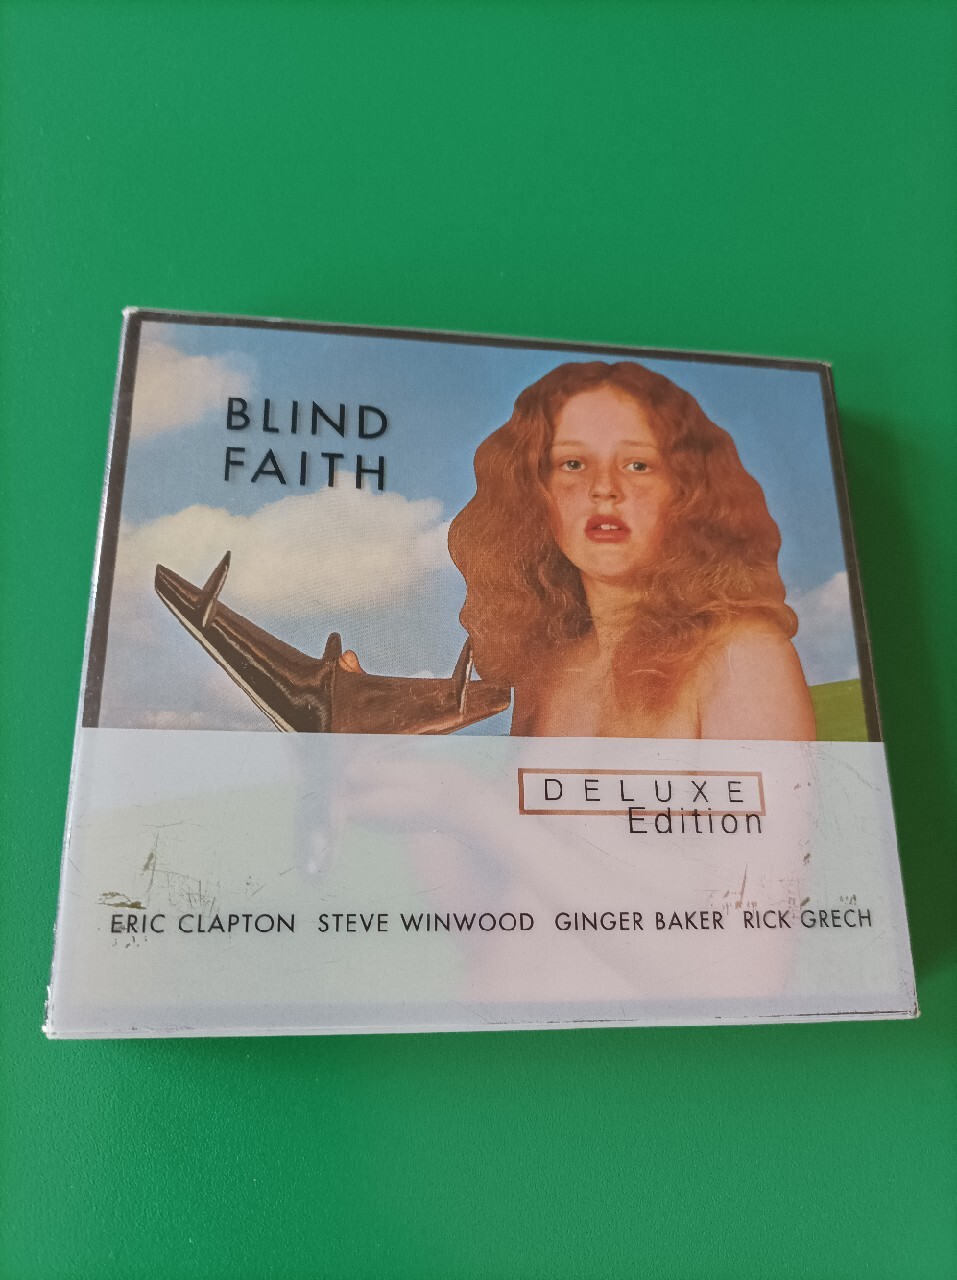 BLIND
FAITH
DELUXE
Edition
ERIC CLAPTON STEVE WINWOOD GINGER BAKER RICK GRECH